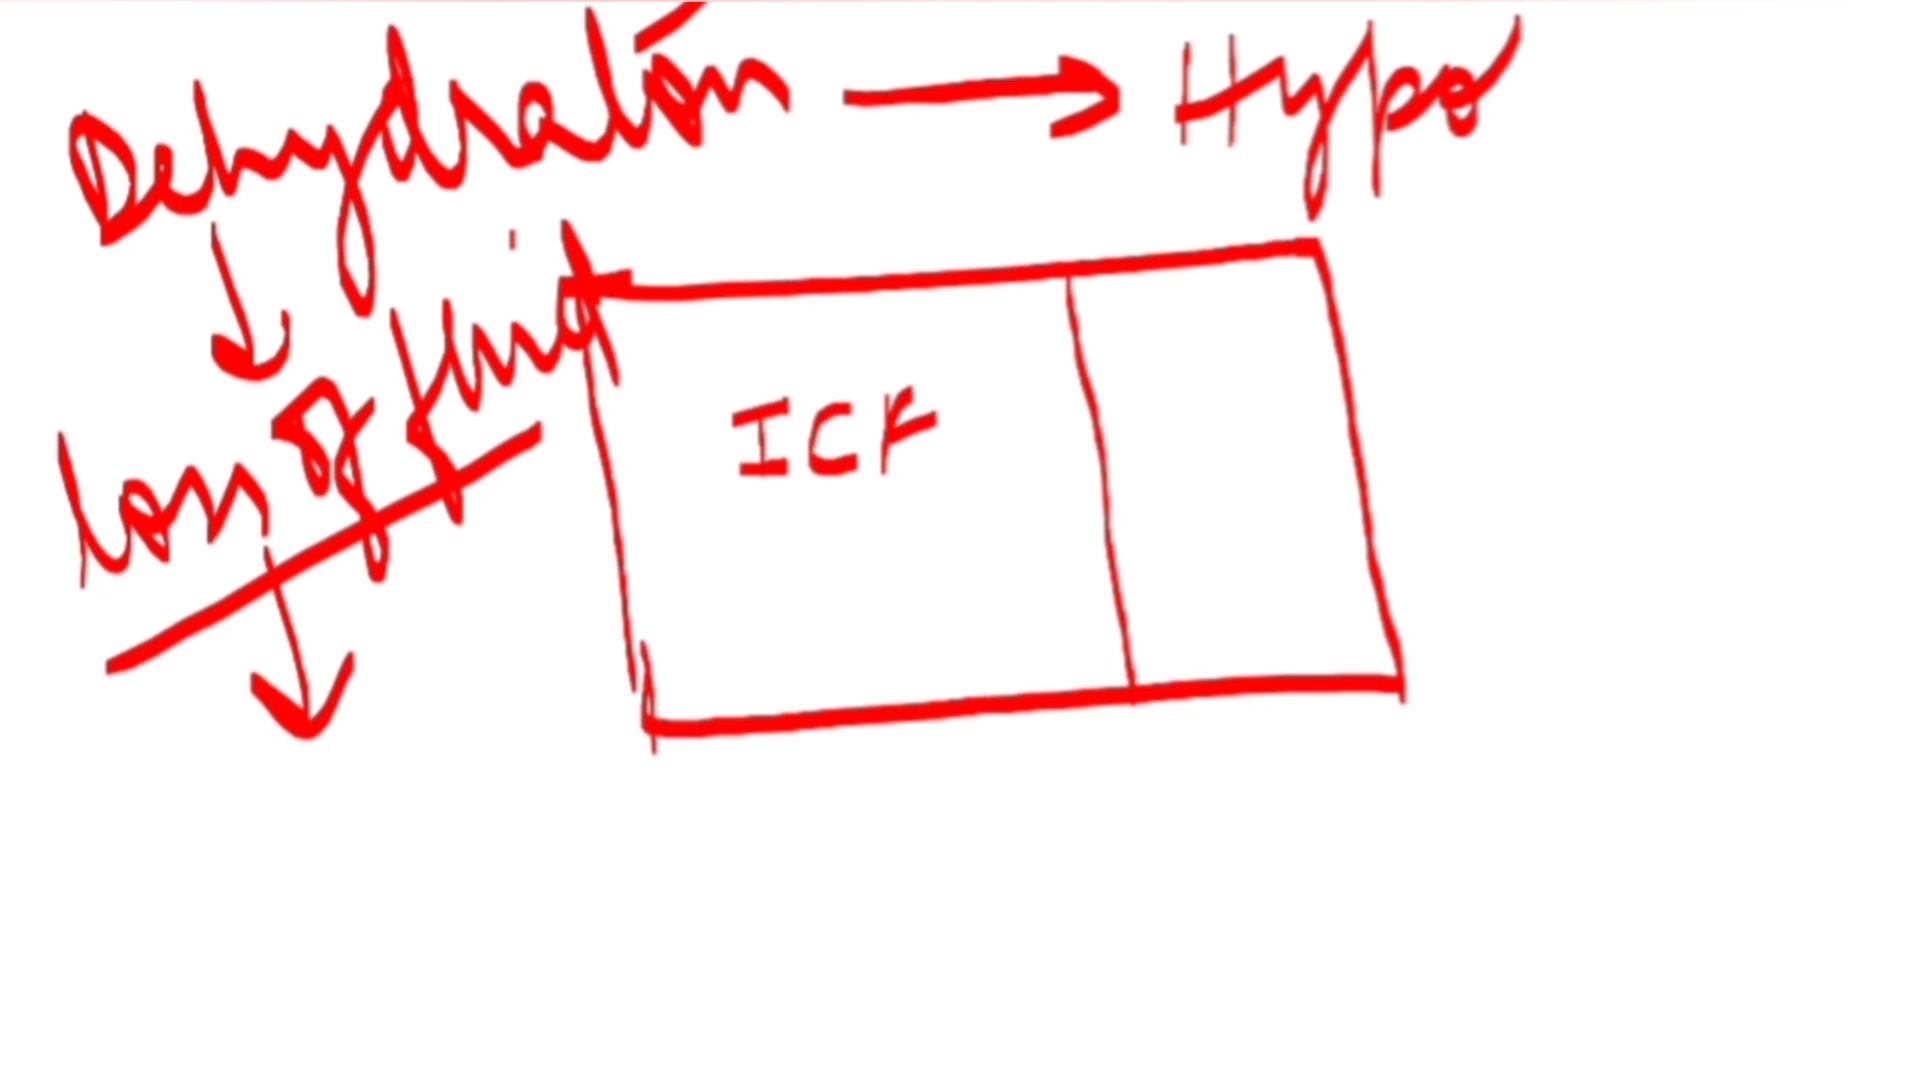 Dehydration → Hypo
↓
loss of fluid
↓
ICF